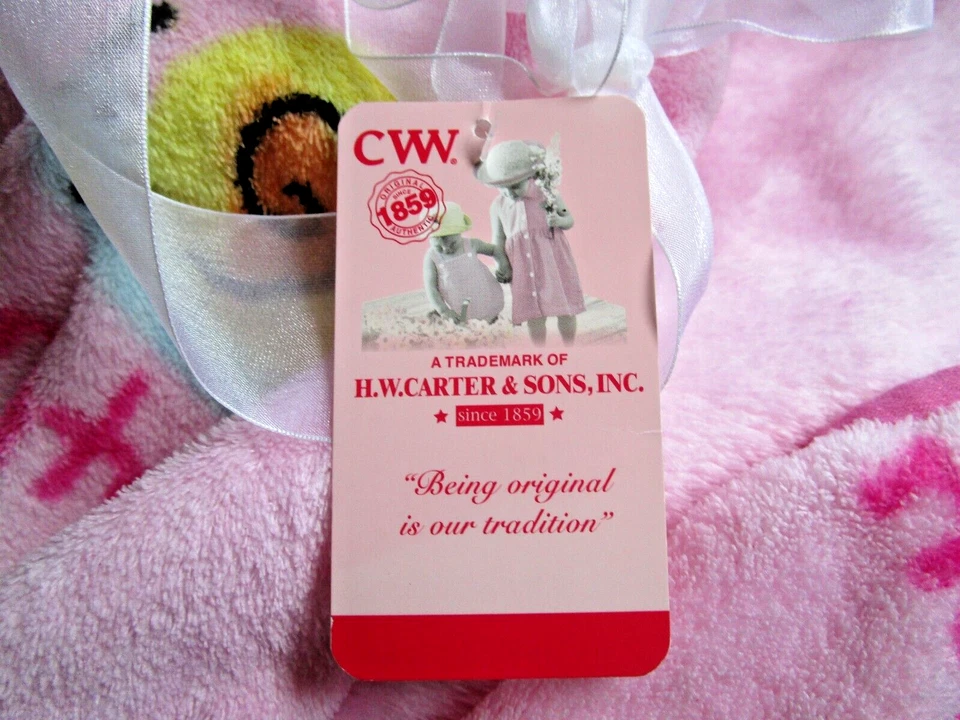 CWW®
ORIGINAL
SINCE
1859
AUTHENTIC
A TRADEMARK OF
H.W.CARTER & SONS, INC.
★ since 1859 ★
“Being original
is our tradition”